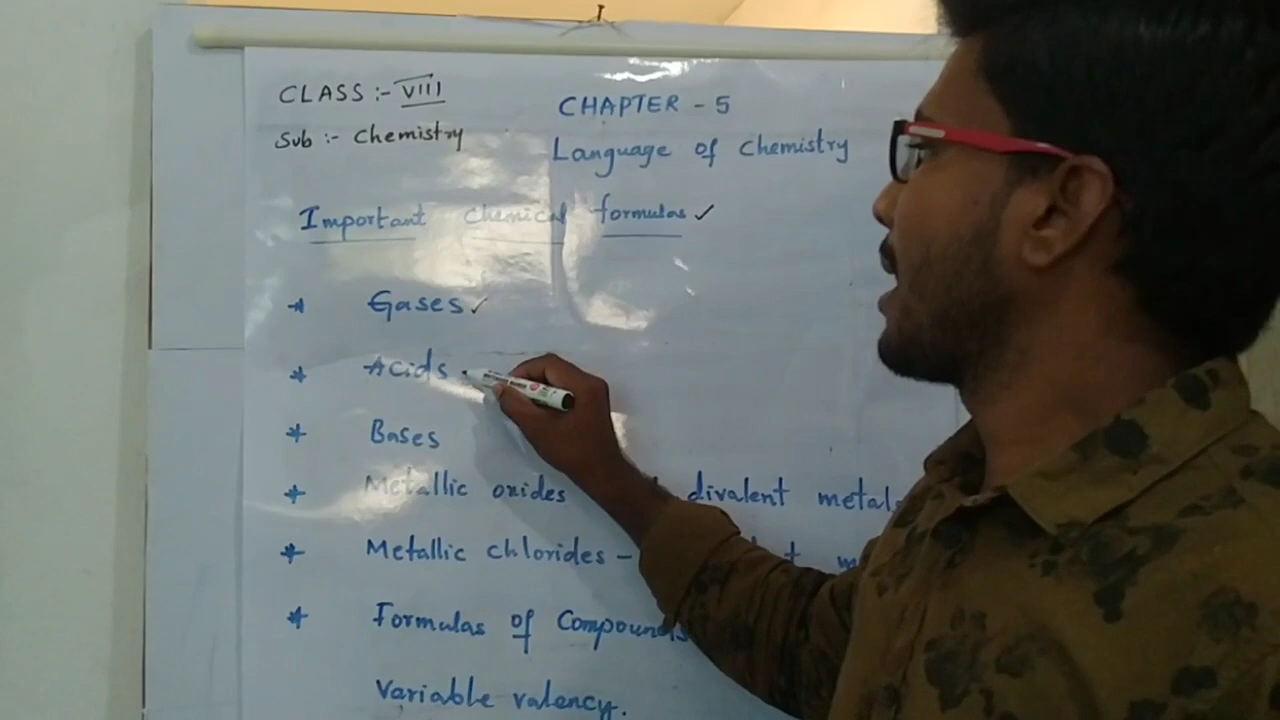 CLASS :- VIII
Sub :- Chemistry
CHAPTER - 5
Language of Chemistry
Important chemical formulas ✓
* Gases ✓
* Acids
* Bases
* Metallic oxides divalent metals
* Metallic chlorides -
* Formulas of Compounds
Variable valency.